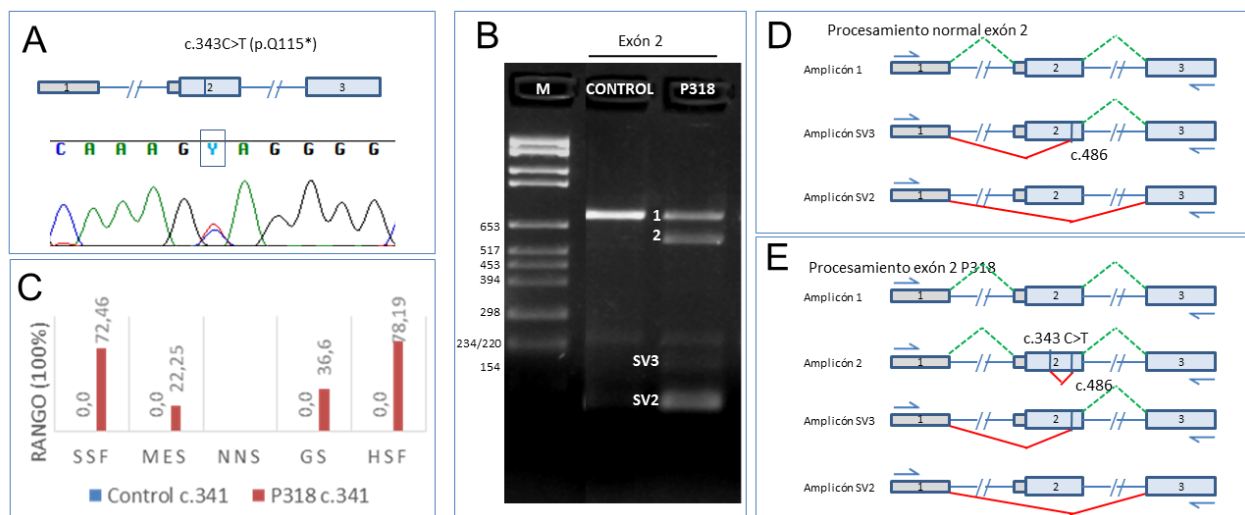 A
c.343C>T (p.Q115*)
1
2
3
C A A A G Y A G G G G
B
Exón 2
M
CONTROL
P318
1
2
653
517
453
394
298
234/220
154
SV3
SV2
C
RANGO (100%)
0,0
72,46
0,0
22,25
0,0
36,6
0,0
78,19
SSF
MES
NNS
GS
HSF
Control c.341
P318 c.341
D
Procesamiento normal exón 2
Amplicón 1
1
2
3
Amplicón SV3
1
2
3
c.486
Amplicón SV2
1
2
3
E
Procesamiento exón 2 P318
Amplicón 1
1
2
3
c.343 C>T
Amplicón 2
1
2
3
c.486
Amplicón SV3
1
2
3
Amplicón SV2
1
2
3